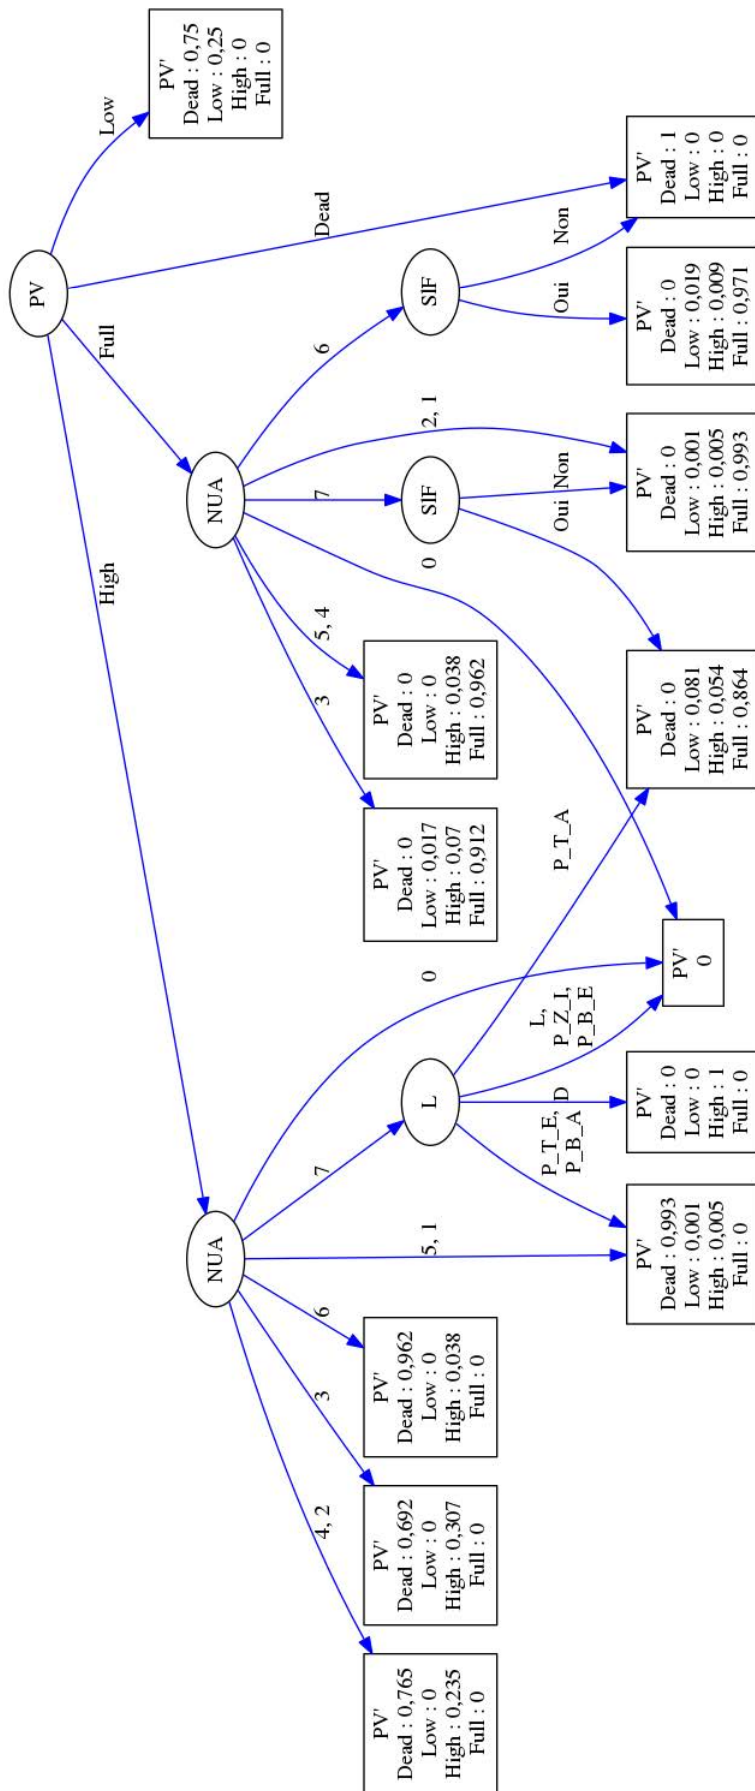 PV
High
Full
Dead
Low
NUA
NUA
PV'
Dead : 0,75
Low : 0,25
High : 0
Full : 0
4, 2
3
6
5, 1
7
0
3
5, 4
0
7
2, 1
6
PV'
Dead : 0,765
Low : 0
High : 0,235
Full : 0
PV'
Dead : 0,692
Low : 0
High : 0,307
Full : 0
PV'
Dead : 0,962
Low : 0
High : 0,038
Full : 0
L
PV'
Dead : 0
Low : 0,017
High : 0,07
Full : 0,912
PV'
Dead : 0
Low : 0
High : 0,038
Full : 0,962
SIF
SIF
P_T_E,
P_B_A
D
L,
P_Z_I,
P_B_E
P_T_A
Oui
Non
Oui
Non
PV'
Dead : 0,993
Low : 0,001
High : 0,005
Full : 0
PV'
Dead : 0
Low : 0
High : 1
Full : 0
PV'
0
PV'
Dead : 0
Low : 0,081
High : 0,054
Full : 0,864
PV'
Dead : 0
Low : 0,001
High : 0,005
Full : 0,993
PV'
Dead : 0
Low : 0,019
High : 0,009
Full : 0,971
PV'
Dead : 1
Low : 0
High : 0
Full : 0